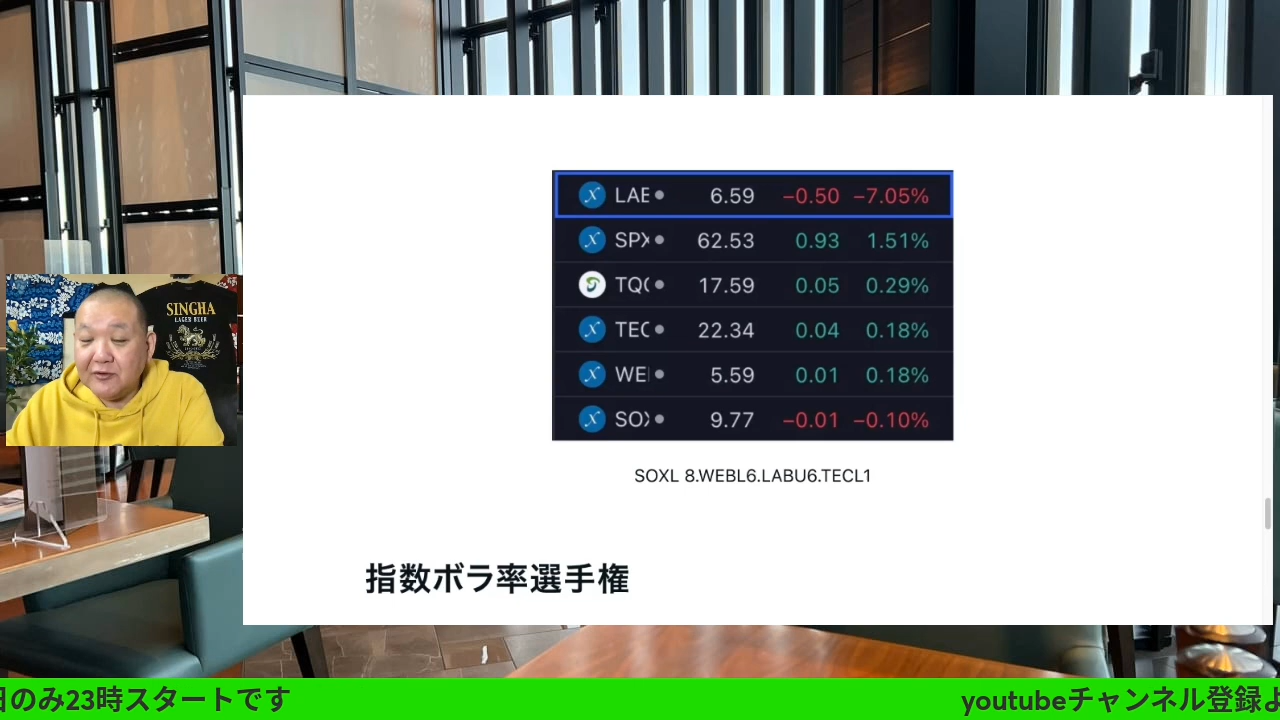 LAB 6.59 −0.50 −7.05%
SPX 62.53 0.93 1.51%
TQQ 17.59 0.05 0.29%
TEC 22.34 0.04 0.18%
WE 5.59 0.01 0.18%
SOX 9.77 −0.01 −0.10%
SOXL 8.WEBL6.LABU6.TECL1
指数ボラ率選手権
SINGHA
LAGER BEER
日のみ23時スタートです
youtubeチャンネル登録よ